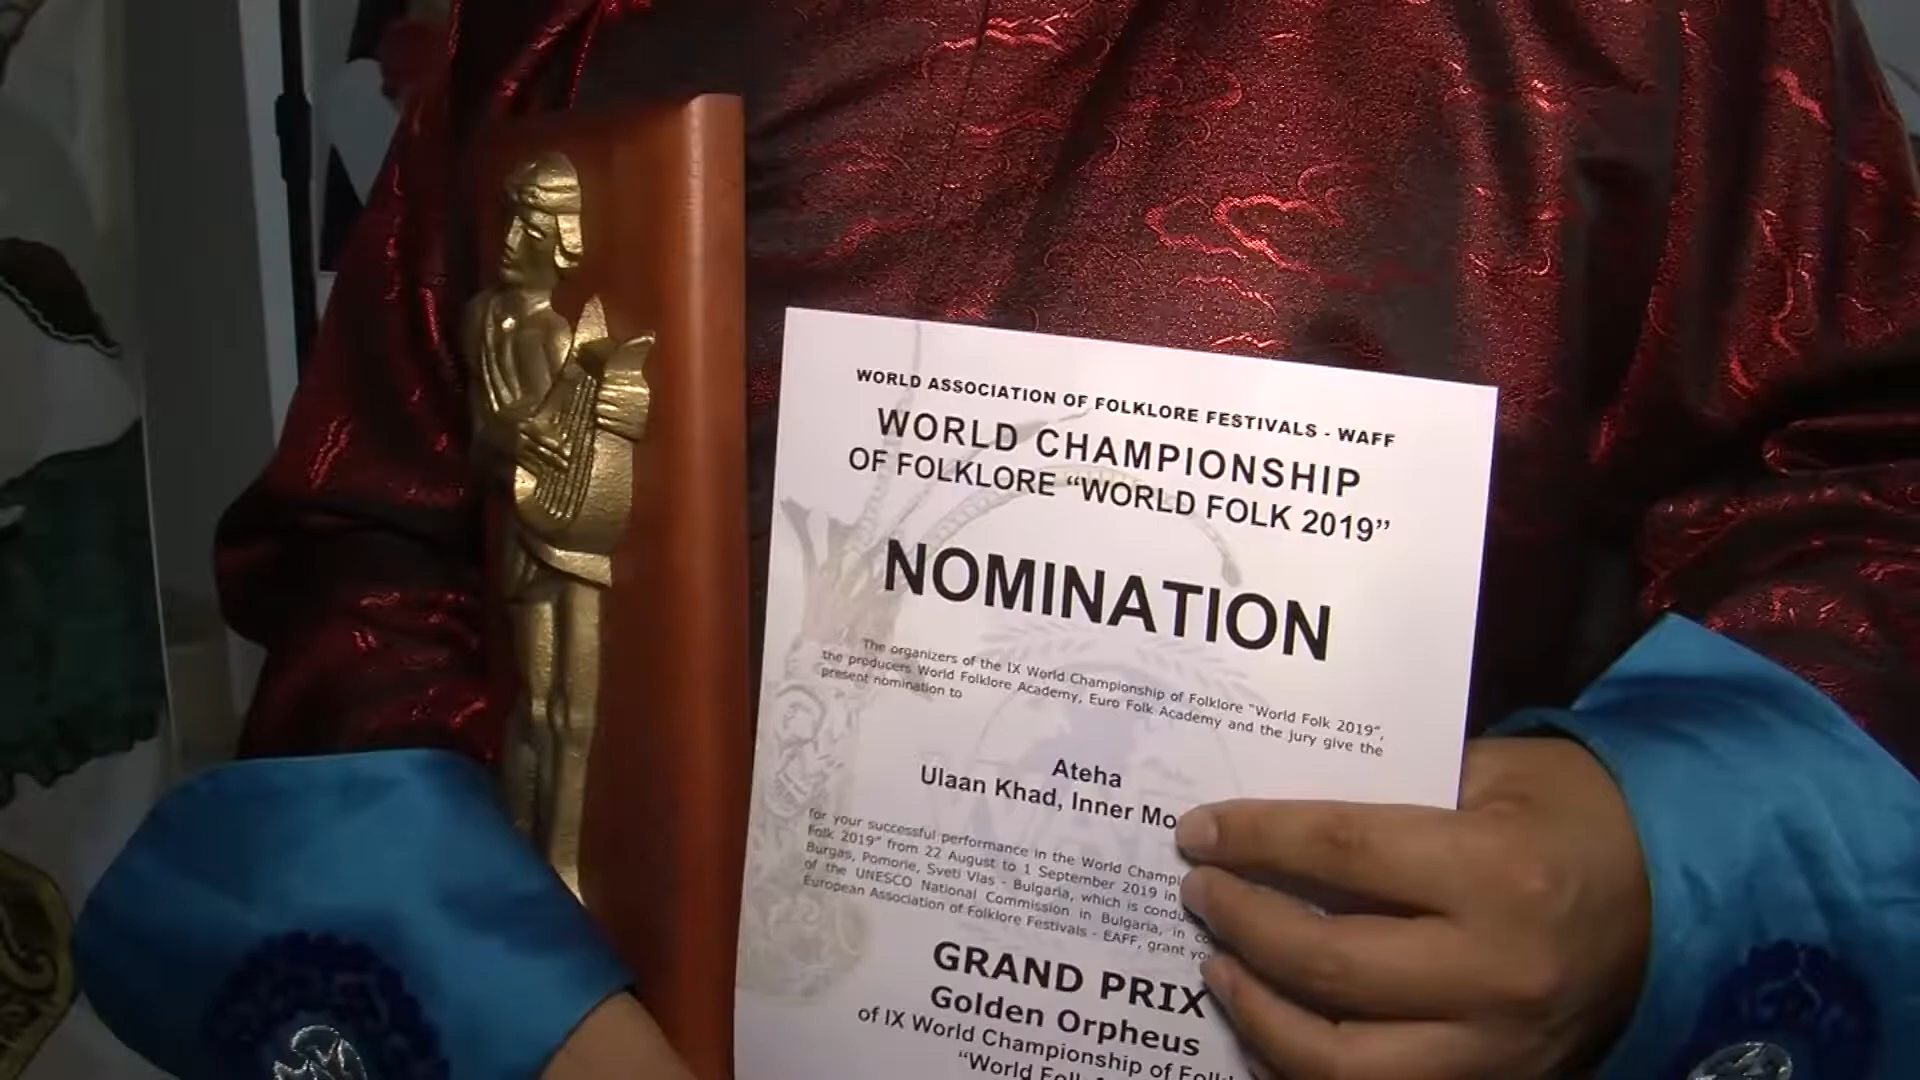 WORLD ASSOCIATION OF FOLKLORE FESTIVALS - WAFF
WORLD CHAMPIONSHIP
OF FOLKLORE “WORLD FOLK 2019”
NOMINATION
The organizers of the IX World Championship of Folklore “World Folk 2019”,
the producers World Folklore Academy, Euro Folk Academy and the jury give the
present nomination to
Ateha
Ulaan Khad, Inner Mo
for your successful performance in the World Champi
Folk 2019” from 22 August to 1 September 2019 in
Burgas, Pomorie, Sveti Vlas - Bulgaria, which is conduc
of the UNESCO National Commission in Bulgaria, in co
European Association of Folklore Festivals - EAFF, grant you
GRAND PRIX
Golden Orpheus
of IX World Championship of Folkl
“World Folk